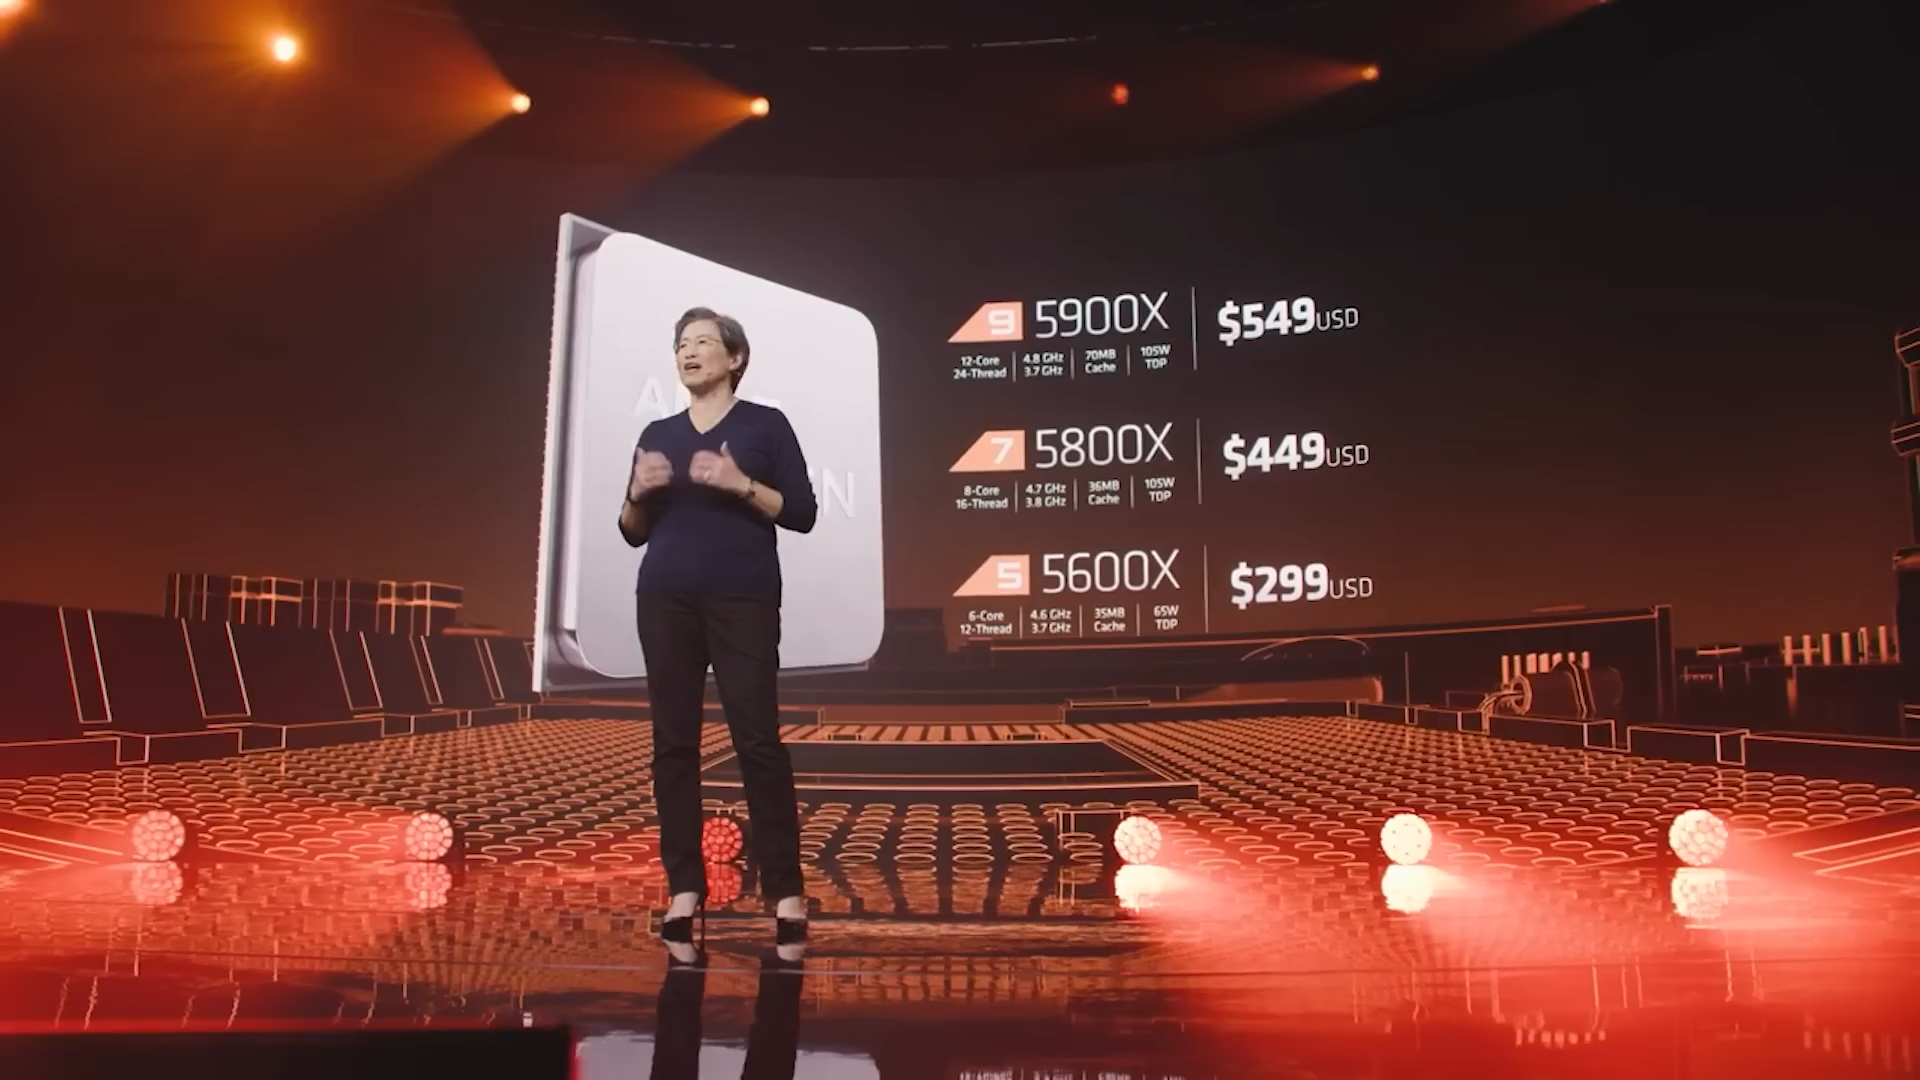 9 5900X $549USD
12-Core 24-Thread
4.8 GHz 3.7 GHz
70MB Cache
105W TDP
7 5800X $449USD
8-Core 16-Thread
4.7 GHz 3.8 GHz
36MB Cache
105W TDP
5 5600X $299USD
6-Core 12-Thread
4.6 GHz 3.7 GHz
35MB Cache
65W TDP